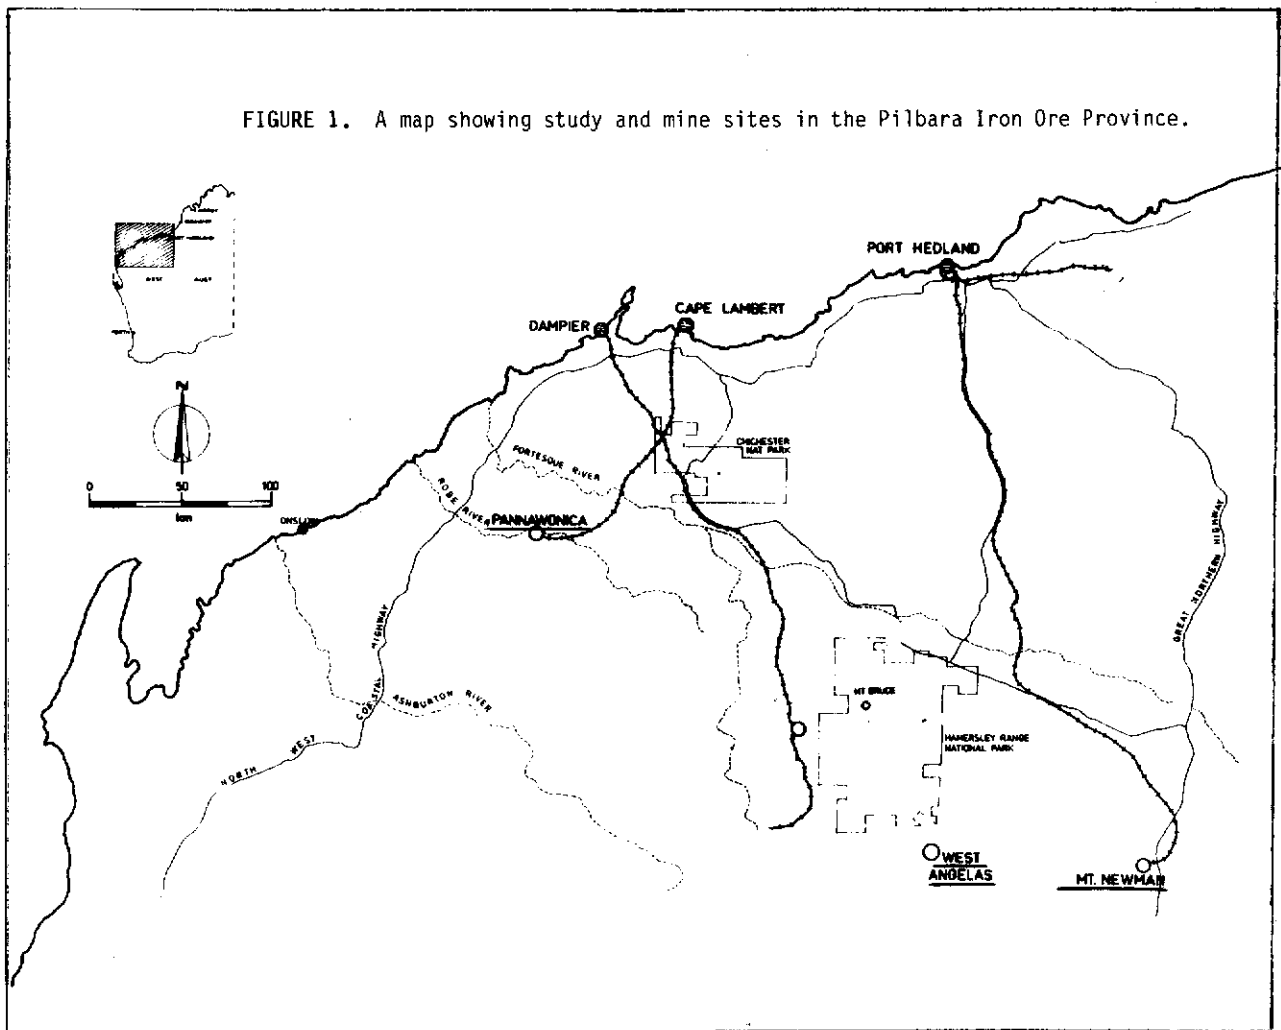 FIGURE 1. A map showing study and mine sites in the Pilbara Iron Ore Province.
WEST AUST
PORT HEDLAND
CAPE LAMBERT
DAMPIER
N
CHICHESTER
NAT PARK
FORTESQUE RIVER
0 50 100
km
ROBE RIVER
PANNAWONICA
ONSLOW
GREAT NORTHERN HIGHWAY
NORTH WEST COASTAL HIGHWAY
ASHBURTON RIVER
MT BRUCE
HAMERSLEY RANGE
NATIONAL PARK
WEST
ANGELAS
MT. NEWMAN